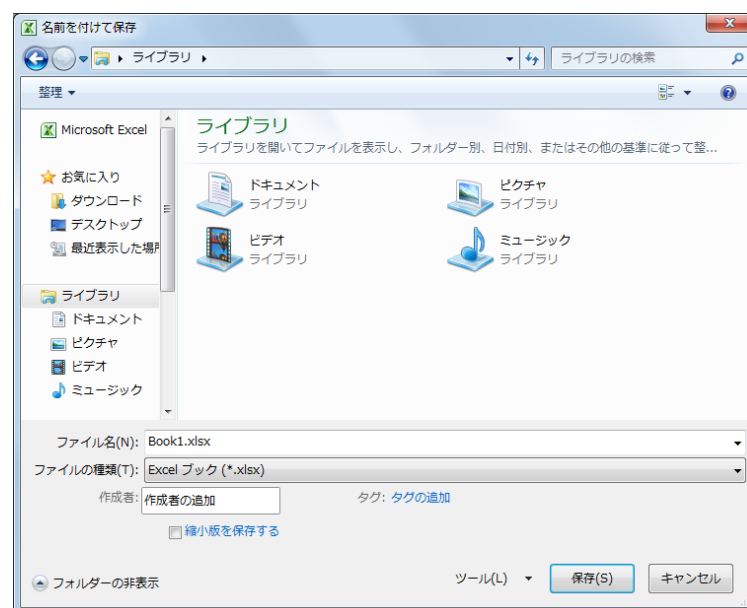 名前を付けて保存
ライブラリ
ライブラリの検索
整理
Microsoft Excel
お気に入り
ダウンロード
デスクトップ
最近表示した場所
ライブラリ
ドキュメント
ピクチャ
ビデオ
ミュージック
ライブラリ
ライブラリを開いてファイルを表示し、フォルダー別、日付別、またはその他の基準に従って整...
ドキュメント
ライブラリ
ピクチャ
ライブラリ
ビデオ
ライブラリ
ミュージック
ライブラリ
ファイル名(N): Book1.xlsx
ファイルの種類(T): Excel ブック (*.xlsx)
作成者: 作成者の追加 タグ: タグの追加
縮小版を保存する
フォルダーの非表示 ツール(L) 保存(S) キャンセル